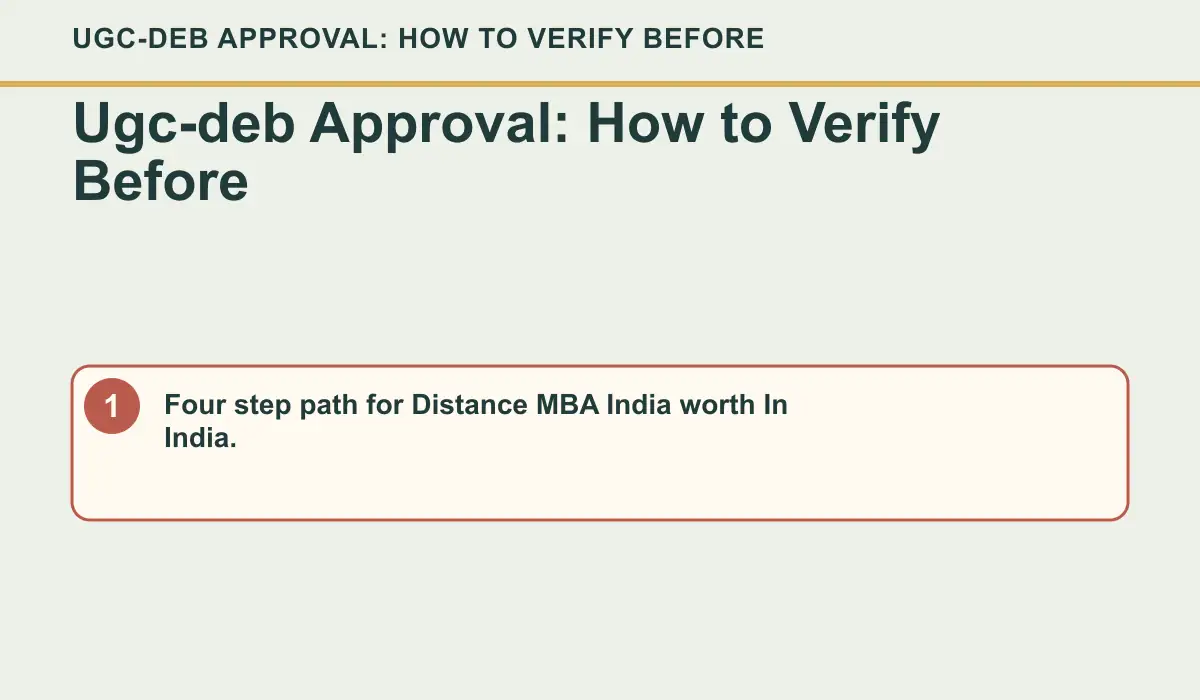 UGC-DEB APPROVAL: HOW TO VERIFY BEFORE
Ugc-deb Approval: How to Verify
Before
1
Four step path for Distance MBA India worth In
India.